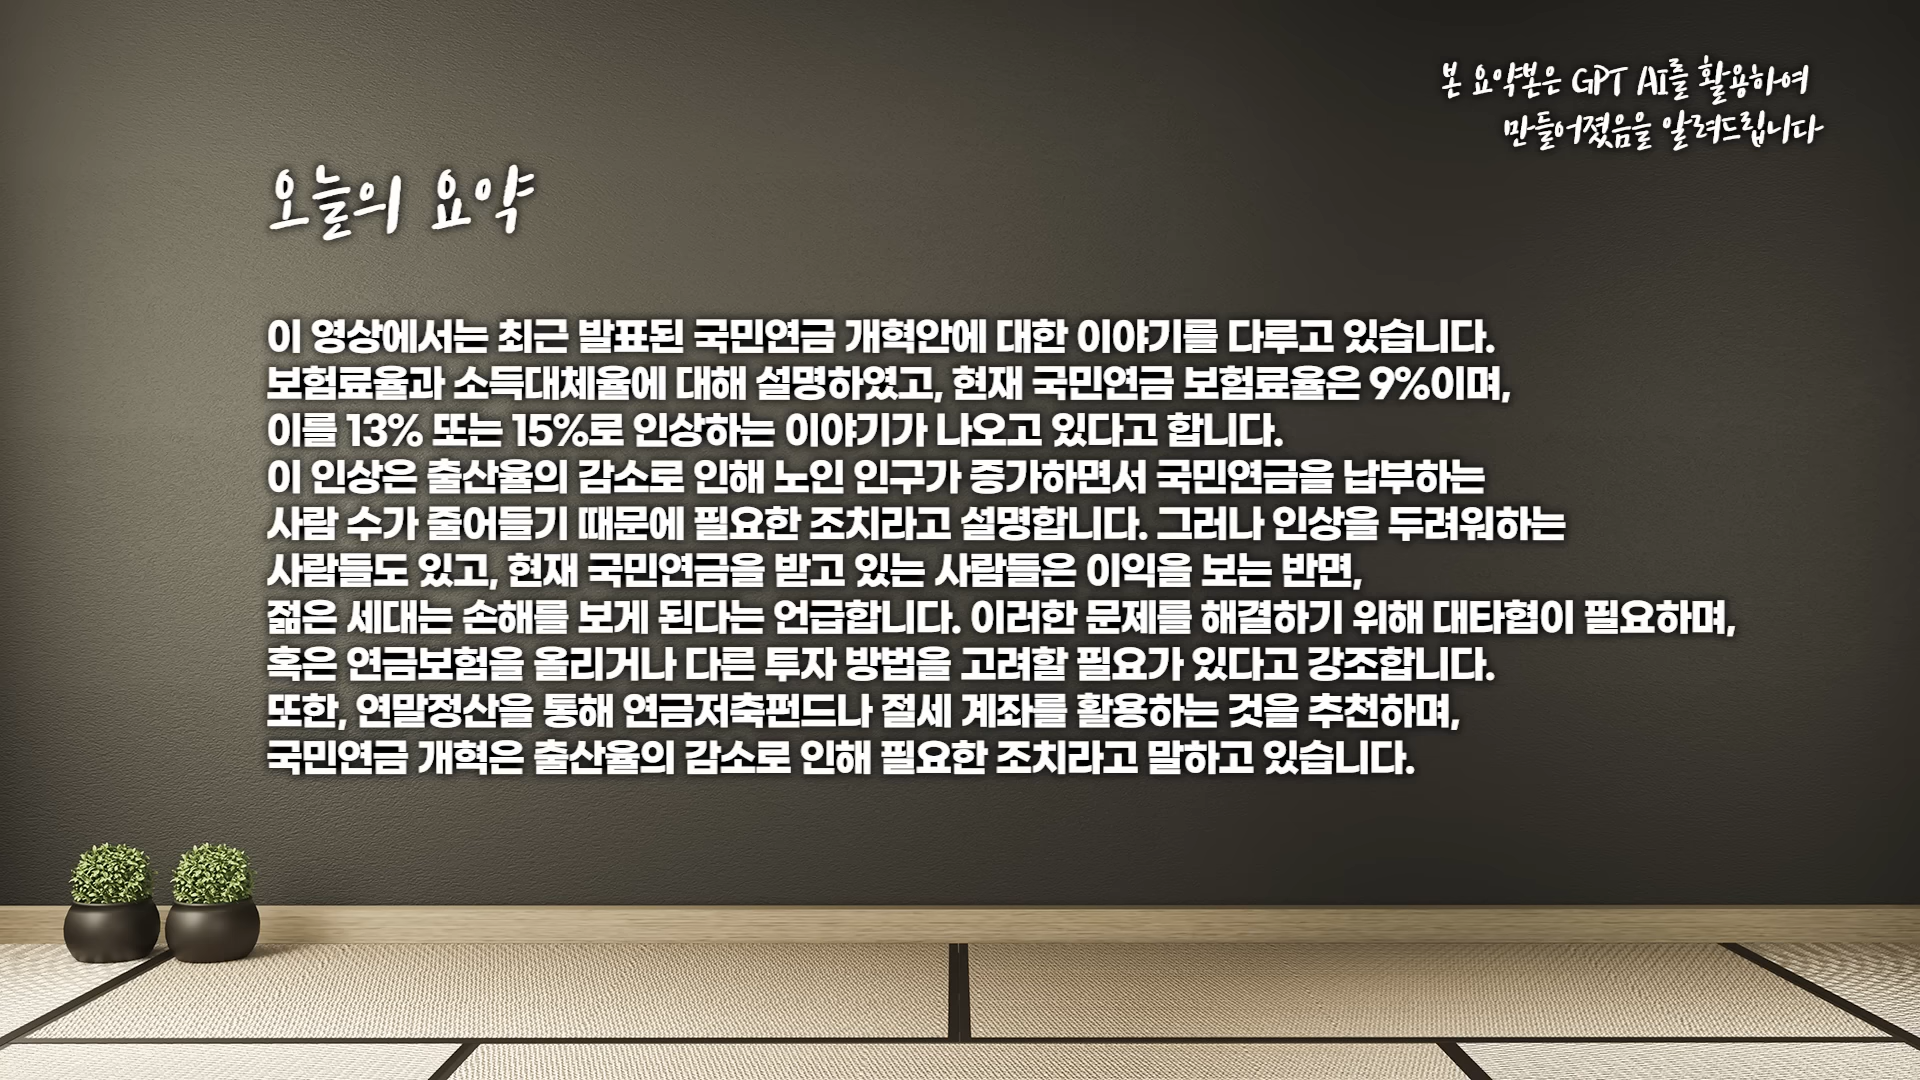 본 요약본은 GPT AI를 활용하여
만들어졌음을 알려드립니다
오늘의 요약
이 영상에서는 최근 발표된 국민연금 개혁안에 대한 이야기를 다루고 있습니다.
보험료율과 소득대체율에 대해 설명하였고, 현재 국민연금 보험료율은 9%이며,
이를 13% 또는 15%로 인상하는 이야기가 나오고 있다고 합니다.
이 인상은 출산율의 감소로 인해 노인 인구가 증가하면서 국민연금을 납부하는
사람 수가 줄어들기 때문에 필요한 조치라고 설명합니다. 그러나 인상을 두려워하는
사람들도 있고, 현재 국민연금을 받고 있는 사람들은 이익을 보는 반면,
젊은 세대는 손해를 보게 된다는 언급합니다. 이러한 문제를 해결하기 위해 대타협이 필요하며,
혹은 연금보험을 올리거나 다른 투자 방법을 고려할 필요가 있다고 강조합니다.
또한, 연말정산을 통해 연금저축펀드나 절세 계좌를 활용하는 것을 추천하며,
국민연금 개혁은 출산율의 감소로 인해 필요한 조치라고 말하고 있습니다.